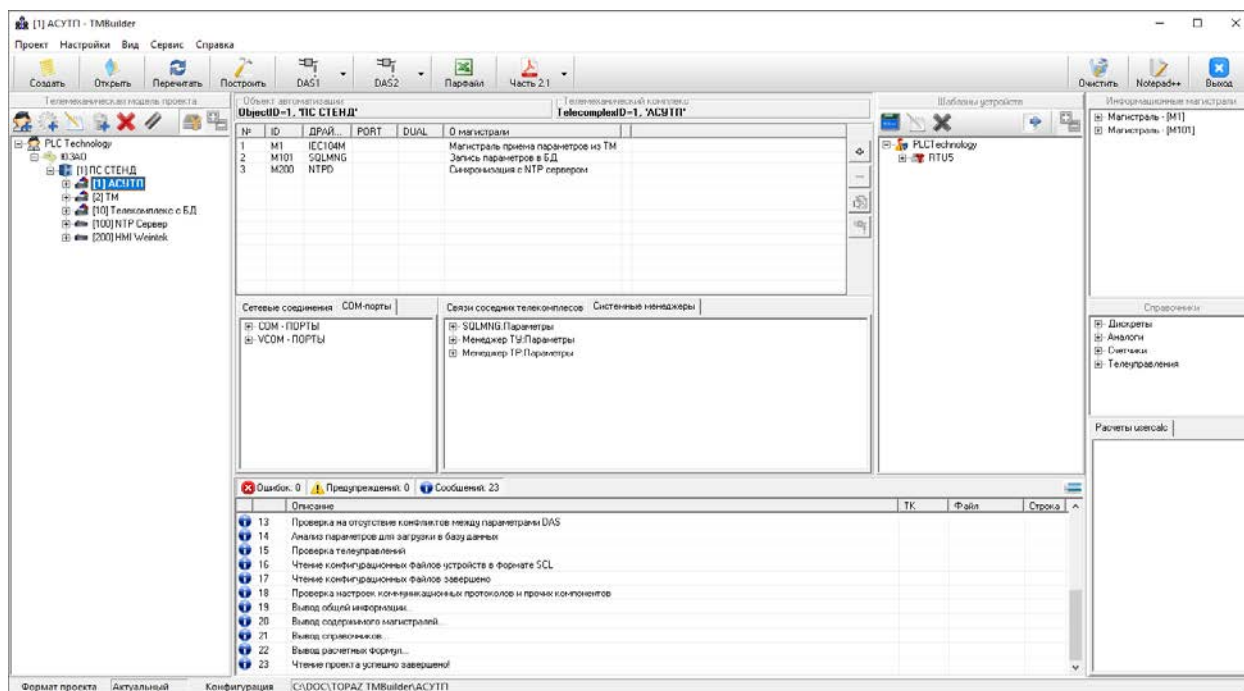 [1] АСУТП - TMBuilder
Проект Настройки Вид Сервис Справка
Создать Открыть Перечитать Построить DAS1 DAS2 Парфайл Часть 2.1 Очистить Notepad++ Выход
Телемеханическая модель проекта
PLC Technology
ЮЗАО
[1] ПС СТЕНД
[1] АСУТП
[2] ТМ
[10] Телекомплекс с БД
[100] NTP Сервер
[200] HMI Weintek
Объект автоматизации
ObjectID=1, "ПС СТЕНД"
Телемеханический комплекс
TelecomplexID=1, "АСУТП"
№ ID ДРАЙ... PORT DUAL О магистрали
1 M1 IEC104M Магистраль приема параметров из ТМ
2 M101 SQLMNG Запись параметров в БД
3 M200 NTPD Синхронизация с NTP сервером
Сетевые соединения COM-порты
COM - ПОРТЫ
VCOM - ПОРТЫ
Связи соседних телекомплесов Системные менеджеры
SQLMNG.Параметры
Менеджер ТУ.Параметры
Менеджер ТР.Параметры
Шаблоны устройств
PLCTechnology
RTU5
Информационные магистрали
Магистраль - [M1]
Магистраль - [M101]
Справочники
Дискреты
Аналоги
Счетчики
Телеуправления
Расчеты usercalc
Ошибок: 0 Предупреждений: 0 Сообщений: 23
Описание ТК Файл Строка
13 Проверка на отсутствие конфликтов между параметрами DAS
14 Анализ параметров для загрузки в базу данных
15 Проверка телеуправлений
16 Чтение конфигурационных файлов устройств в формате SCL
17 Чтение конфигурационных файлов завершено
18 Проверка настроек коммуникационных протоколов и прочих компонентов
19 Вывод общей информации...
20 Вывод содержимого магистралей...
21 Вывод справочников...
22 Вывод расчетных формул...
23 Чтение проекта успешно завершено!
Формат проекта Актуальный Конфигурация C:\DOC\TOPAZ TMBuilder\АСУТП